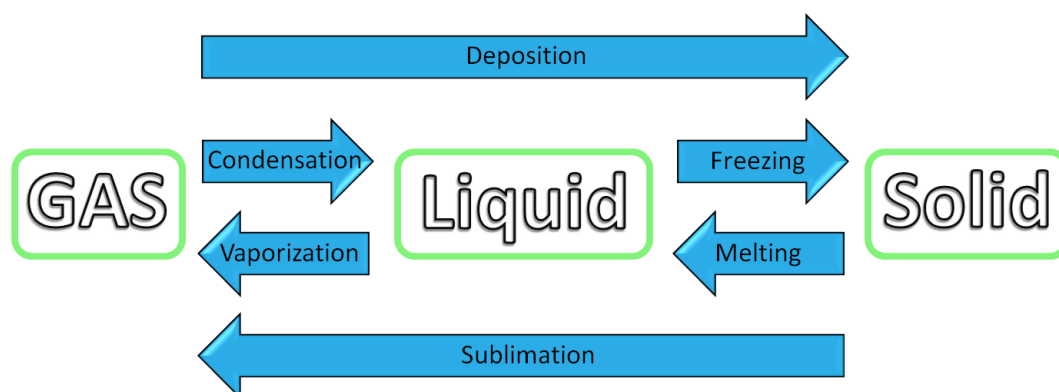 Deposition
Condensation
Freezing
GAS
Liquid
Solid
Vaporization
Melting
Sublimation